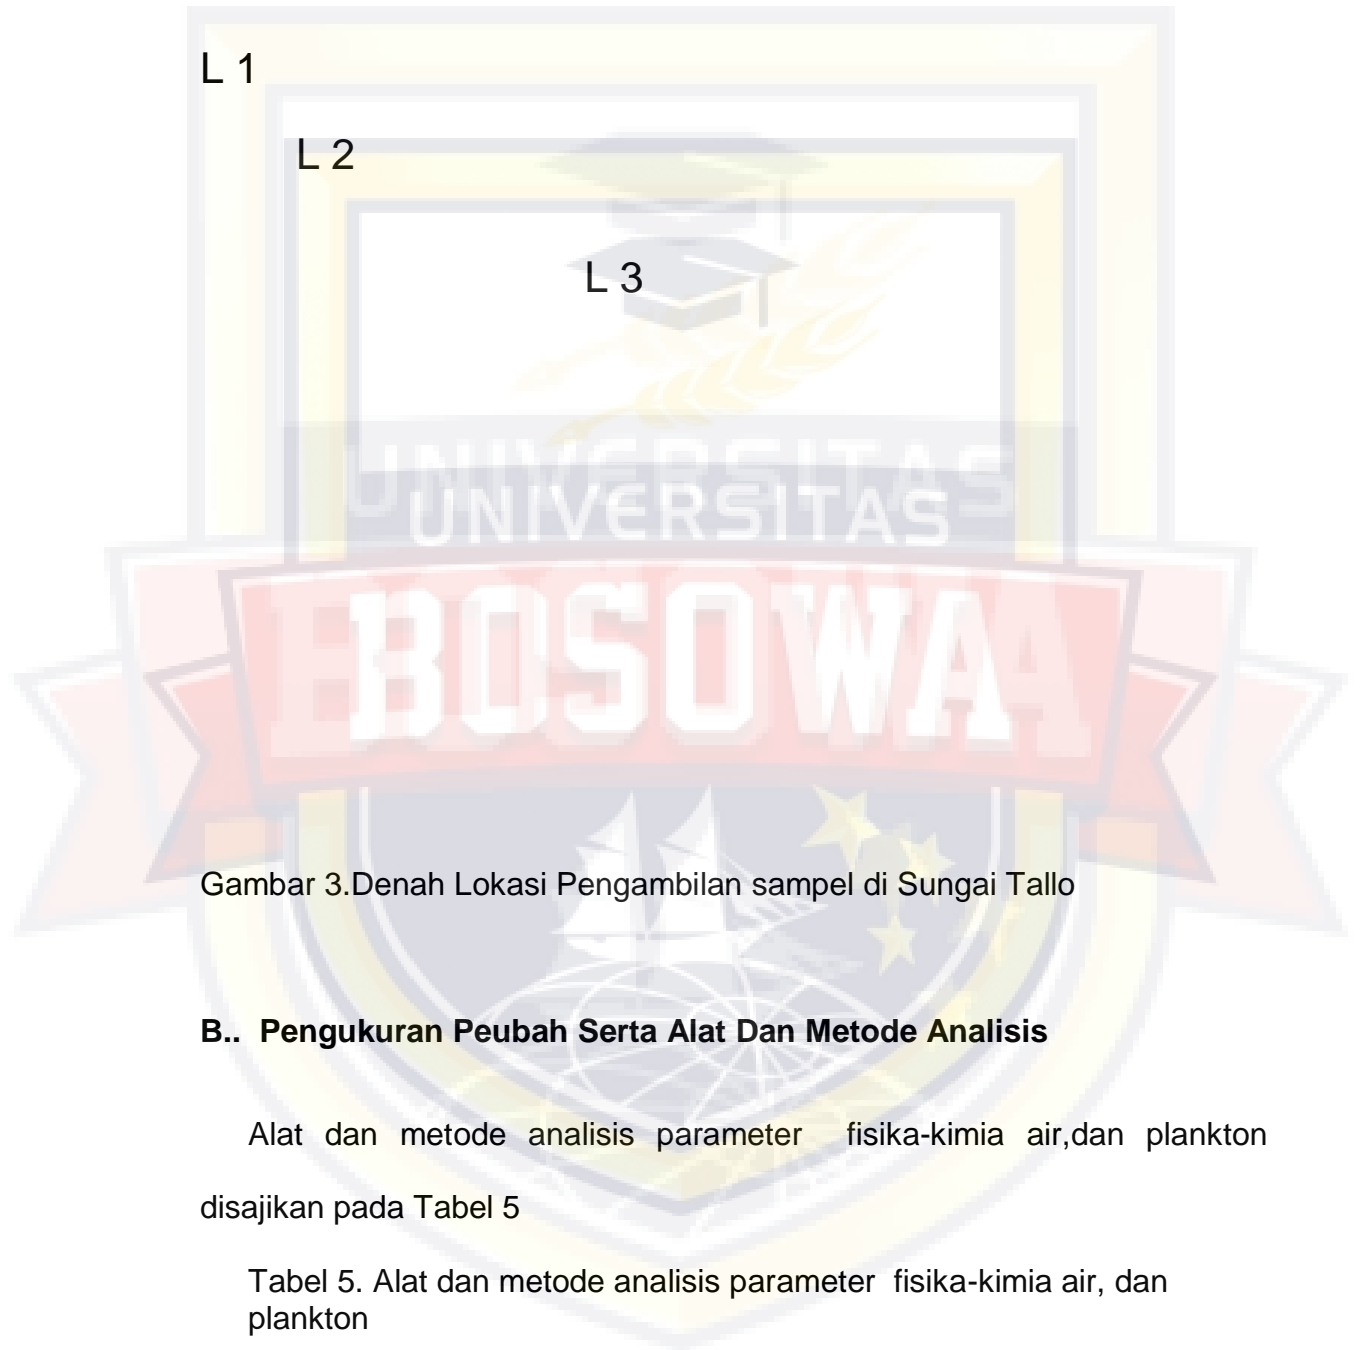 L 1
L 2
L 3
UNIVERSITAS
UNIVERSITAS
BOSOWA
BOSOWA
Gambar 3.Denah Lokasi Pengambilan sampel di Sungai Tallo
B.. Pengukuran Peubah Serta Alat Dan Metode Analisis
Alat dan metode analisis parameter fisika-kimia air,dan plankton
disajikan pada Tabel 5
Tabel 5. Alat dan metode analisis parameter fisika-kimia air, dan
plankton